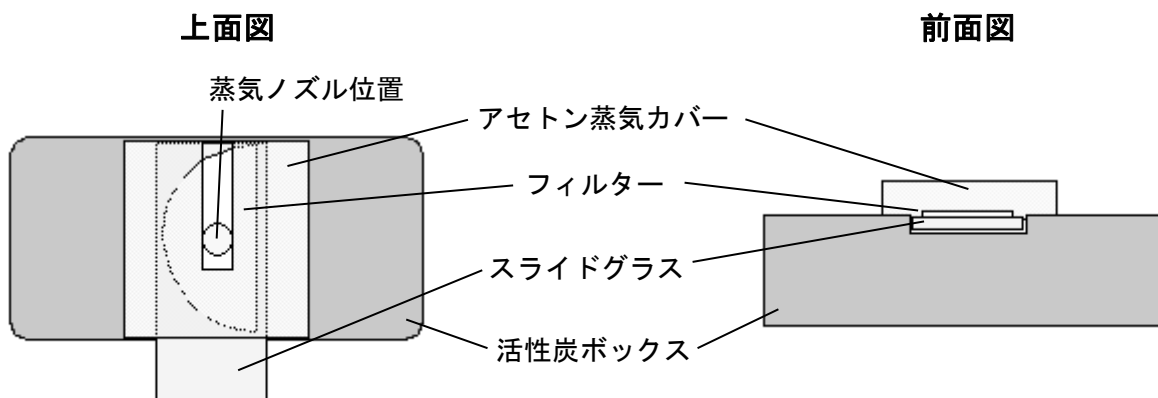 上面図
前面図
蒸気ノズル位置
アセトン蒸気カバー
フィルター
スライドグラス
活性炭ボックス